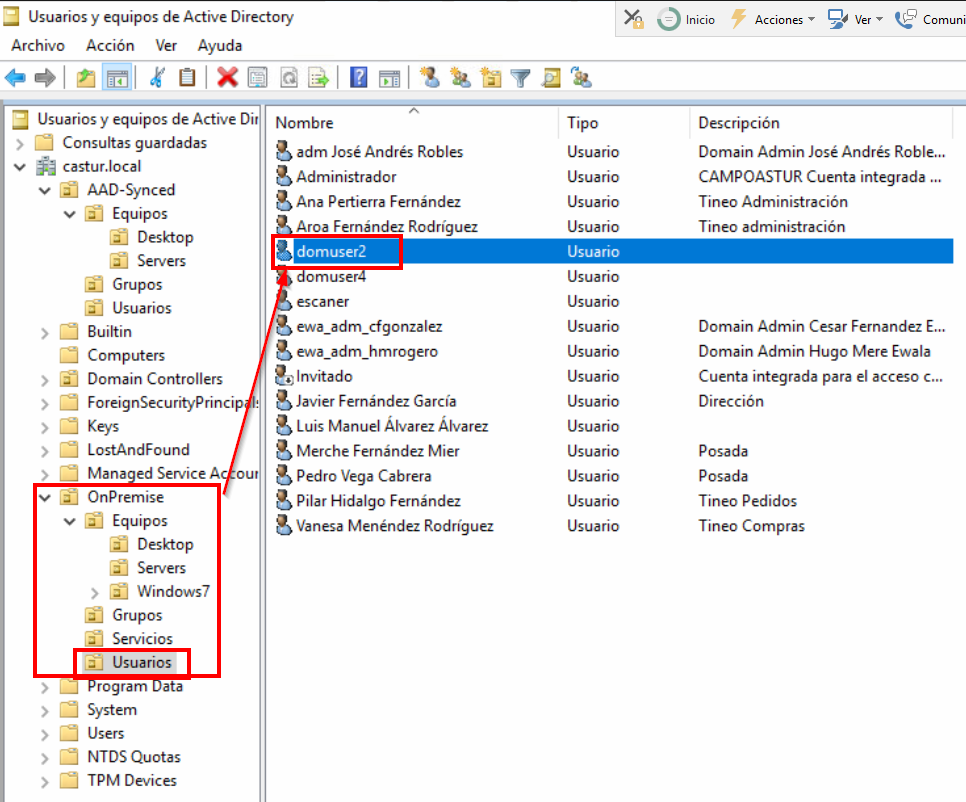 Usuarios y equipos de Active Directory
Inicio Acciones Ver Comuni
Archivo Acción Ver Ayuda
Usuarios y equipos de Active Dir
Consultas guardadas
castur.local
AAD-Synced
Equipos
Desktop
Servers
Grupos
Usuarios
Builtin
Computers
Domain Controllers
ForeignSecurityPrincipals
Keys
LostAndFound
Managed Service Accoun
OnPremise
Equipos
Desktop
Servers
Windows7
Grupos
Servicios
Usuarios
Program Data
System
Users
NTDS Quotas
TPM Devices
Nombre Tipo Descripción
adm José Andrés Robles Usuario Domain Admin José Andrés Roble...
Administrador Usuario CAMPOASTUR Cuenta integrada ...
Ana Pertierra Fernández Usuario Tineo Administración
Aroa Fernández Rodríguez Usuario Tineo administración
domuser2 Usuario
domuser4 Usuario
escaner Usuario
ewa_adm_cfgonzalez Usuario Domain Admin Cesar Fernandez E...
ewa_adm_hmrogero Usuario Domain Admin Hugo Mere Ewala
Invitado Usuario Cuenta integrada para el acceso c...
Javier Fernández García Usuario Dirección
Luis Manuel Álvarez Álvarez Usuario
Merche Fernández Mier Usuario Posada
Pedro Vega Cabrera Usuario Posada
Pilar Hidalgo Fernández Usuario Tineo Pedidos
Vanesa Menéndez Rodríguez Usuario Tineo Compras